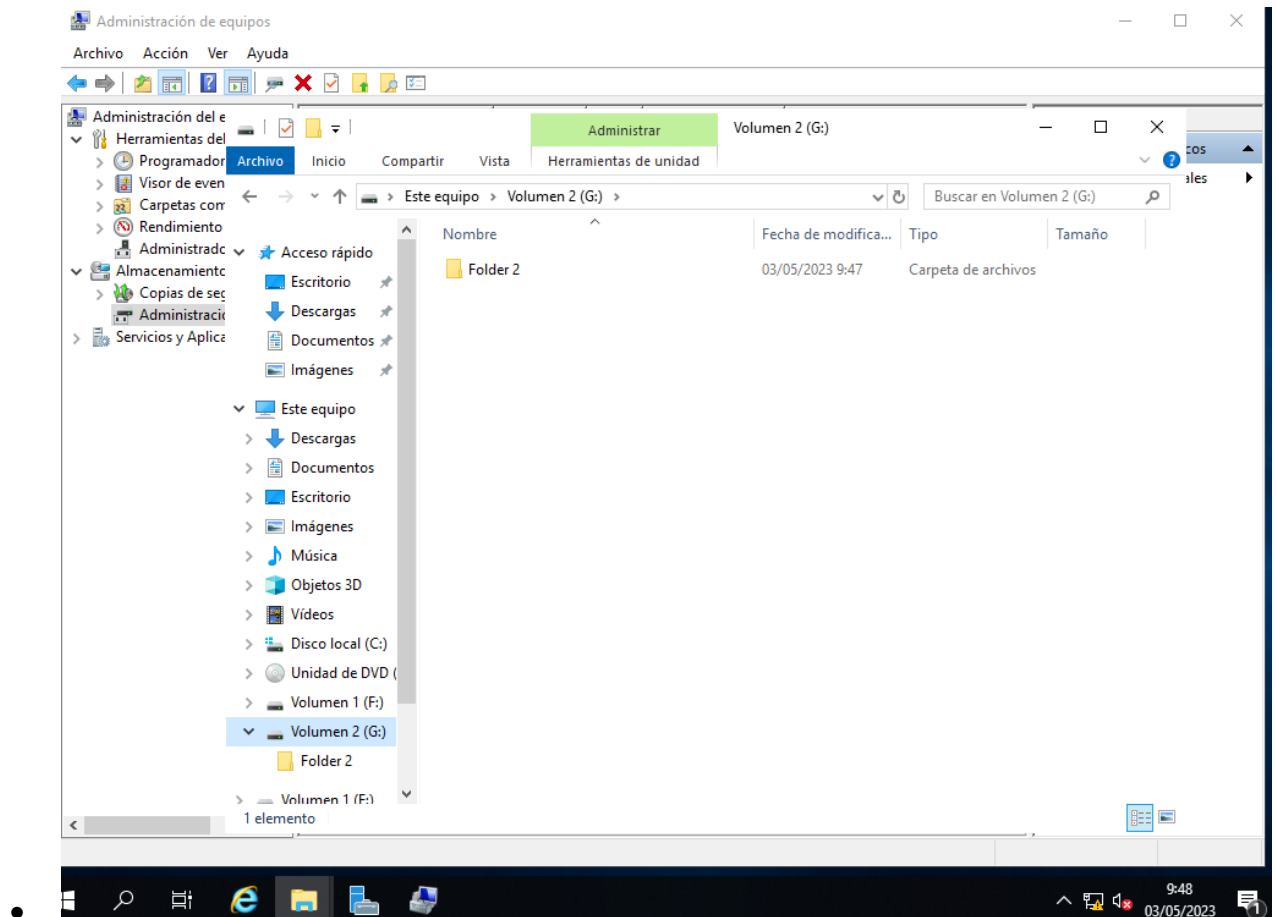 Administración de equipos
Archivo Acción Ver Ayuda
Administración del e
Herramientas del
Programador
Visor de even
Carpetas com
Rendimiento
Administrado
Almacenamiento
Copias de seg
Administració
Servicios y Aplica
Administrar
Volumen 2 (G:)
Archivo Inicio Compartir Vista Herramientas de unidad
Este equipo > Volumen 2 (G:) >
Buscar en Volumen 2 (G:)
cos
ales
Nombre Fecha de modifica... Tipo Tamaño
Folder 2 03/05/2023 9:47 Carpeta de archivos
Acceso rápido
Escritorio
Descargas
Documentos
Imágenes
Este equipo
Descargas
Documentos
Escritorio
Imágenes
Música
Objetos 3D
Vídeos
Disco local (C:)
Unidad de DVD (
Volumen 1 (F:)
Volumen 2 (G:)
Folder 2
Volumen 1 (F:)
1 elemento
9:48
03/05/2023
1